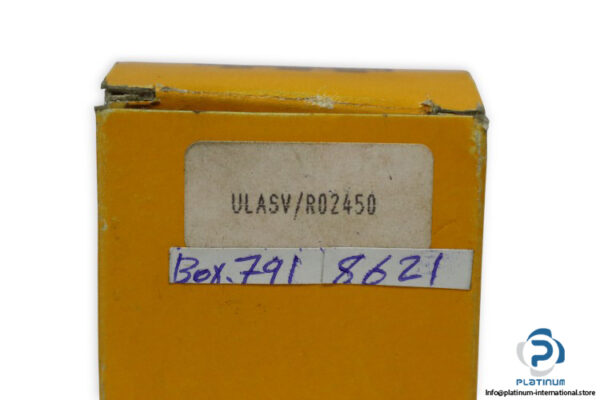 ULASV/R02450
Box.791 8621
PLATINUM
Info@platinum-international.store